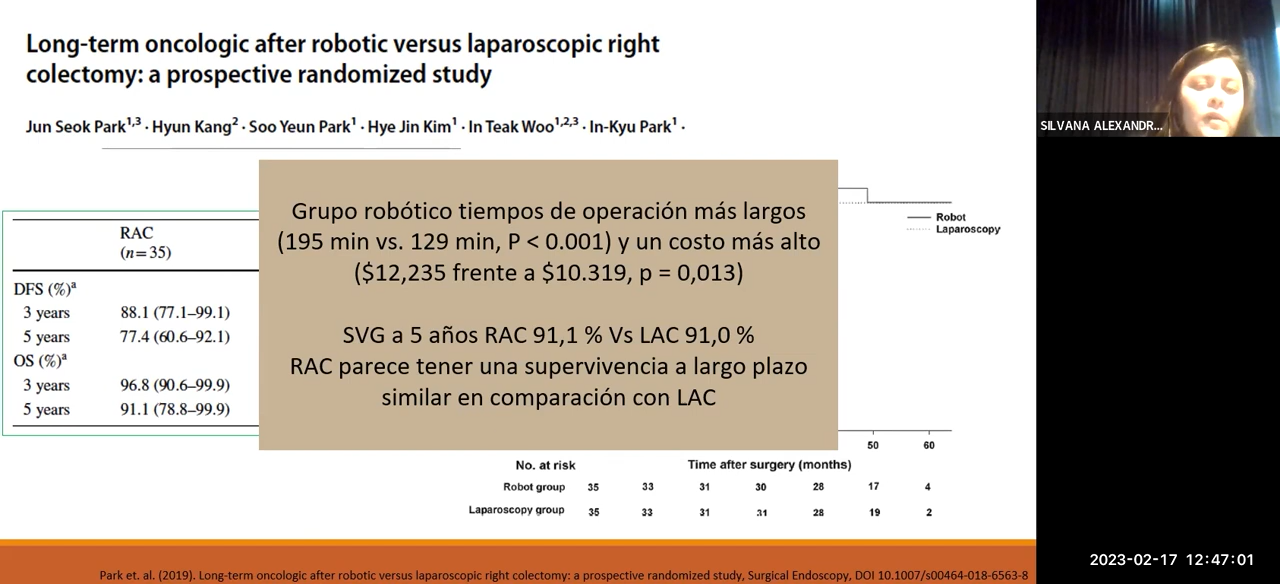 Long-term oncologic after robotic versus laparoscopic right
colectomy: a prospective randomized study
Jun Seok Park1,3 · Hyun Kang2 · Soo Yeun Park1 · Hye Jin Kim1 · In Teak Woo1,2,3 · In-Kyu Park1 ·
SILVANA ALEXANDR...
Grupo robótico tiempos de operación más largos
(195 min vs. 129 min, P < 0.001) y un costo más alto
($12,235 frente a $10.319, p = 0,013)
SVG a 5 años RAC 91,1 % Vs LAC 91,0 %
RAC parece tener una supervivencia a largo plazo
similar en comparación con LAC
RAC
(n=35)
DFS (%)a
3 years 88.1 (77.1–99.1)
5 years 77.4 (60.6–92.1)
OS (%)a
3 years 96.8 (90.6–99.9)
5 years 91.1 (78.8–99.9)
Robot
Laparoscopy
50 60
No. at risk Time after surgery (months)
Robot group 35 33 31 30 28 17 4
Laparoscopy group 35 33 31 31 28 19 2
Park et. al. (2019). Long-term oncologic after robotic versus laparoscopic right colectomy: a prospective randomized study, Surgical Endoscopy, DOI 10.1007/s00464-018-6563-8
2023-02-17 12:47:01